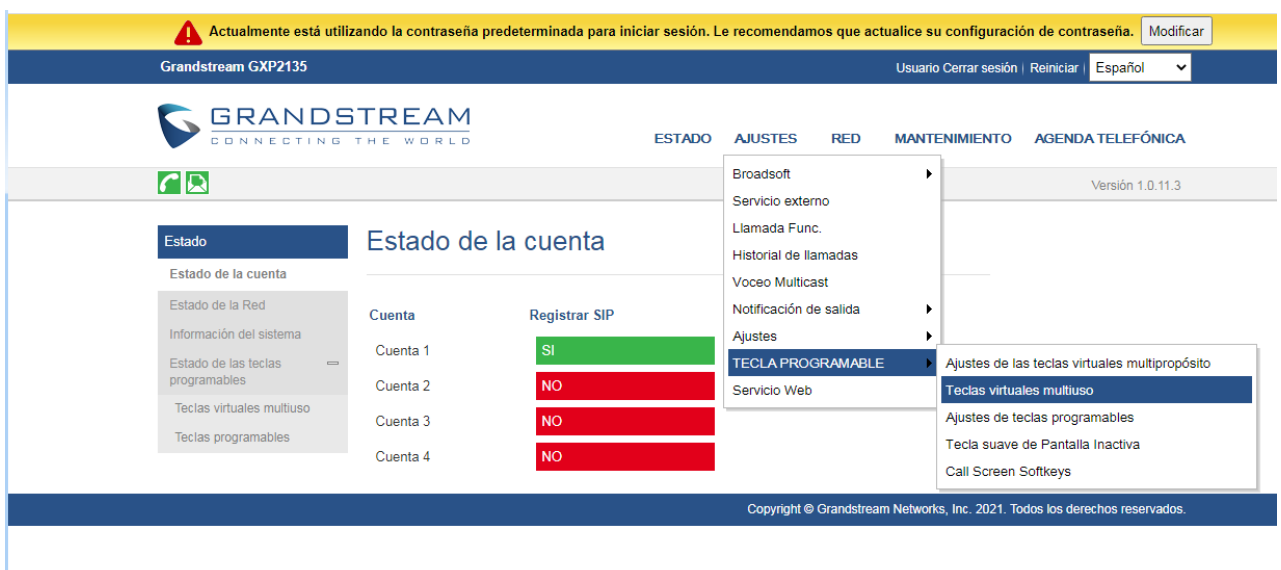 Actualmente está utilizando la contraseña predeterminada para iniciar sesión. Le recomendamos que actualice su configuración de contraseña. Modificar
Grandstream GXP2135
Usuario Cerrar sesión | Reiniciar | Español
GRANDSTREAM
CONNECTING THE WORLD
ESTADO AJUSTES RED MANTENIMIENTO AGENDA TELEFÓNICA
Versión 1.0.11.3
Broadsoft
Servicio externo
Llamada Func.
Historial de llamadas
Voceo Multicast
Notificación de salida
Ajustes
TECLA PROGRAMABLE
Servicio Web
Ajustes de las teclas virtuales multipropósito
Teclas virtuales multiuso
Ajustes de teclas programables
Tecla suave de Pantalla Inactiva
Call Screen Softkeys
Estado
Estado de la cuenta
Estado de la Red
Información del sistema
Estado de las teclas
programables
Teclas virtuales multiuso
Teclas programables
Estado de la cuenta
Cuenta Registrar SIP
Cuenta 1 SI
Cuenta 2 NO
Cuenta 3 NO
Cuenta 4 NO
Copyright © Grandstream Networks, Inc. 2021. Todos los derechos reservados.